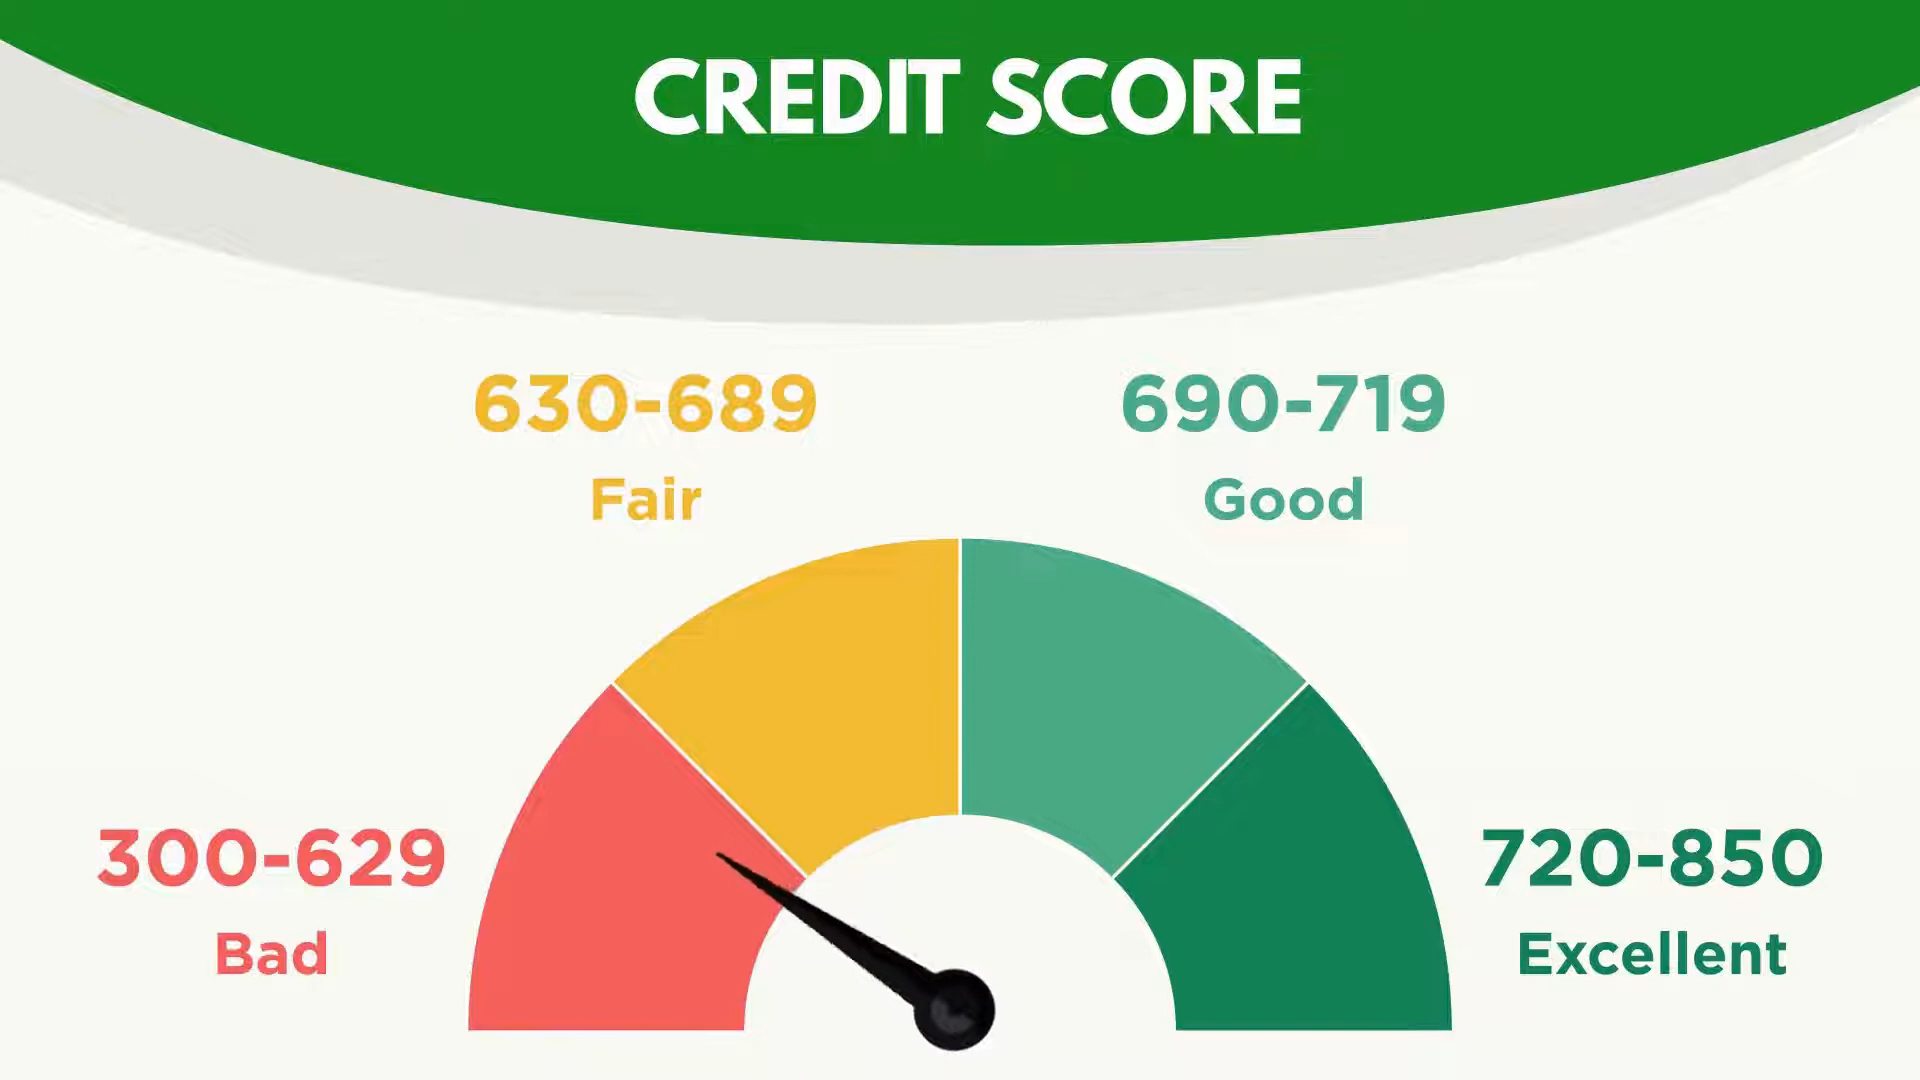 CREDIT SCORE
630-689
Fair
690-719
Good
300-629
Bad
720-850
Excellent